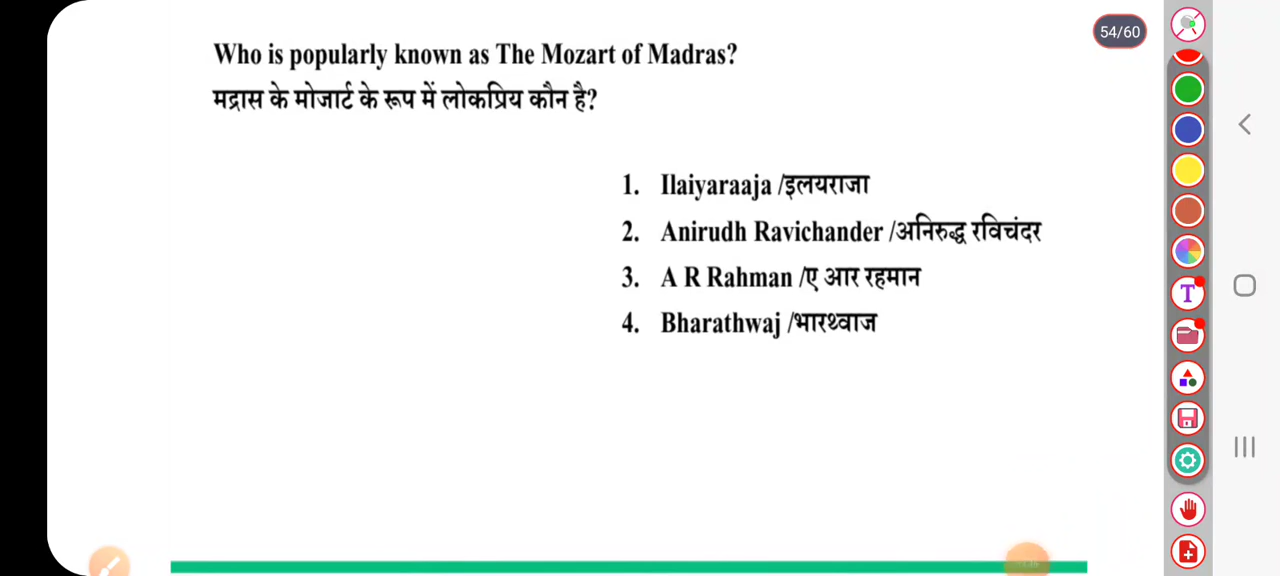 54/60
Who is popularly known as The Mozart of Madras?
मद्रास के मोजार्ट के रूप में लोकप्रिय कौन है?
1. Ilaiyaraaja /इलयराजा
2. Anirudh Ravichander /अनिरुद्ध रविचंदर
3. A R Rahman /ए आर रहमान
4. Bharathwaj /भारथ्वाज
T